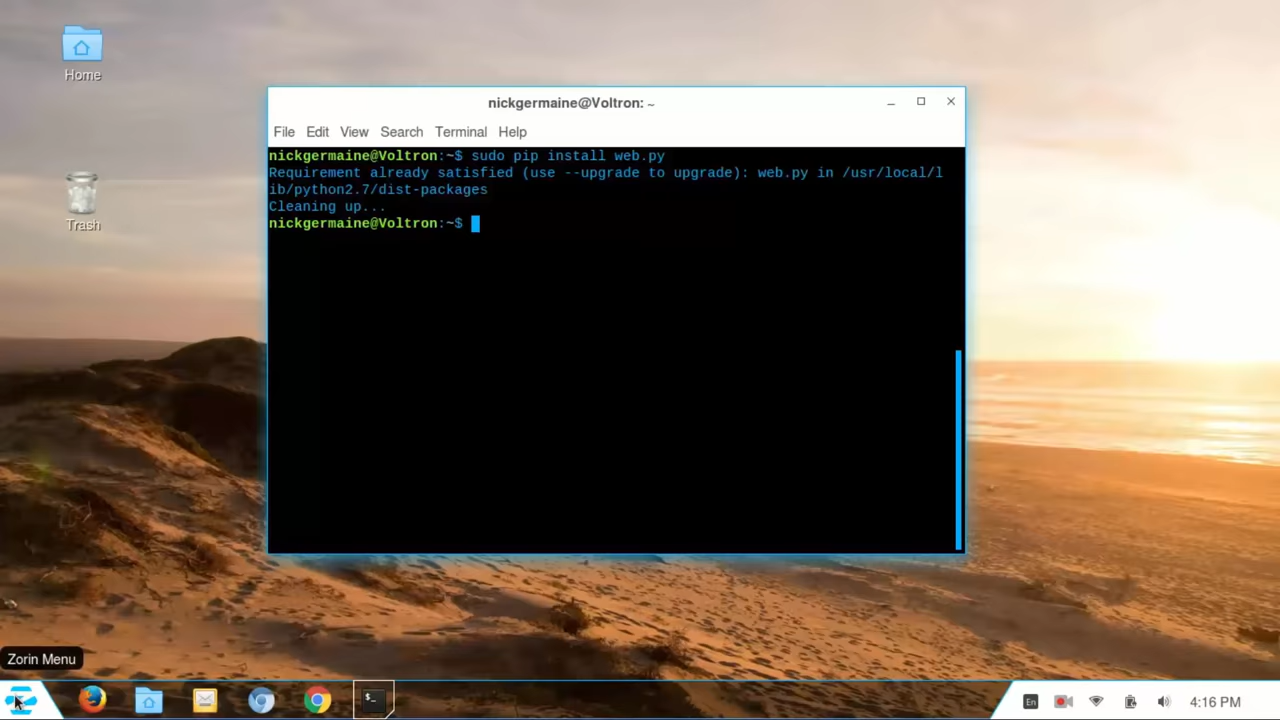 Home
Trash
nickgermaine@Voltron: ~
File Edit View Search Terminal Help
nickgermaine@Voltron:~$ sudo pip install web.py
Requirement already satisfied (use --upgrade to upgrade): web.py in /usr/local/l
ib/python2.7/dist-packages
Cleaning up...
nickgermaine@Voltron:~$
Zorin Menu
$_
En
4:16 PM